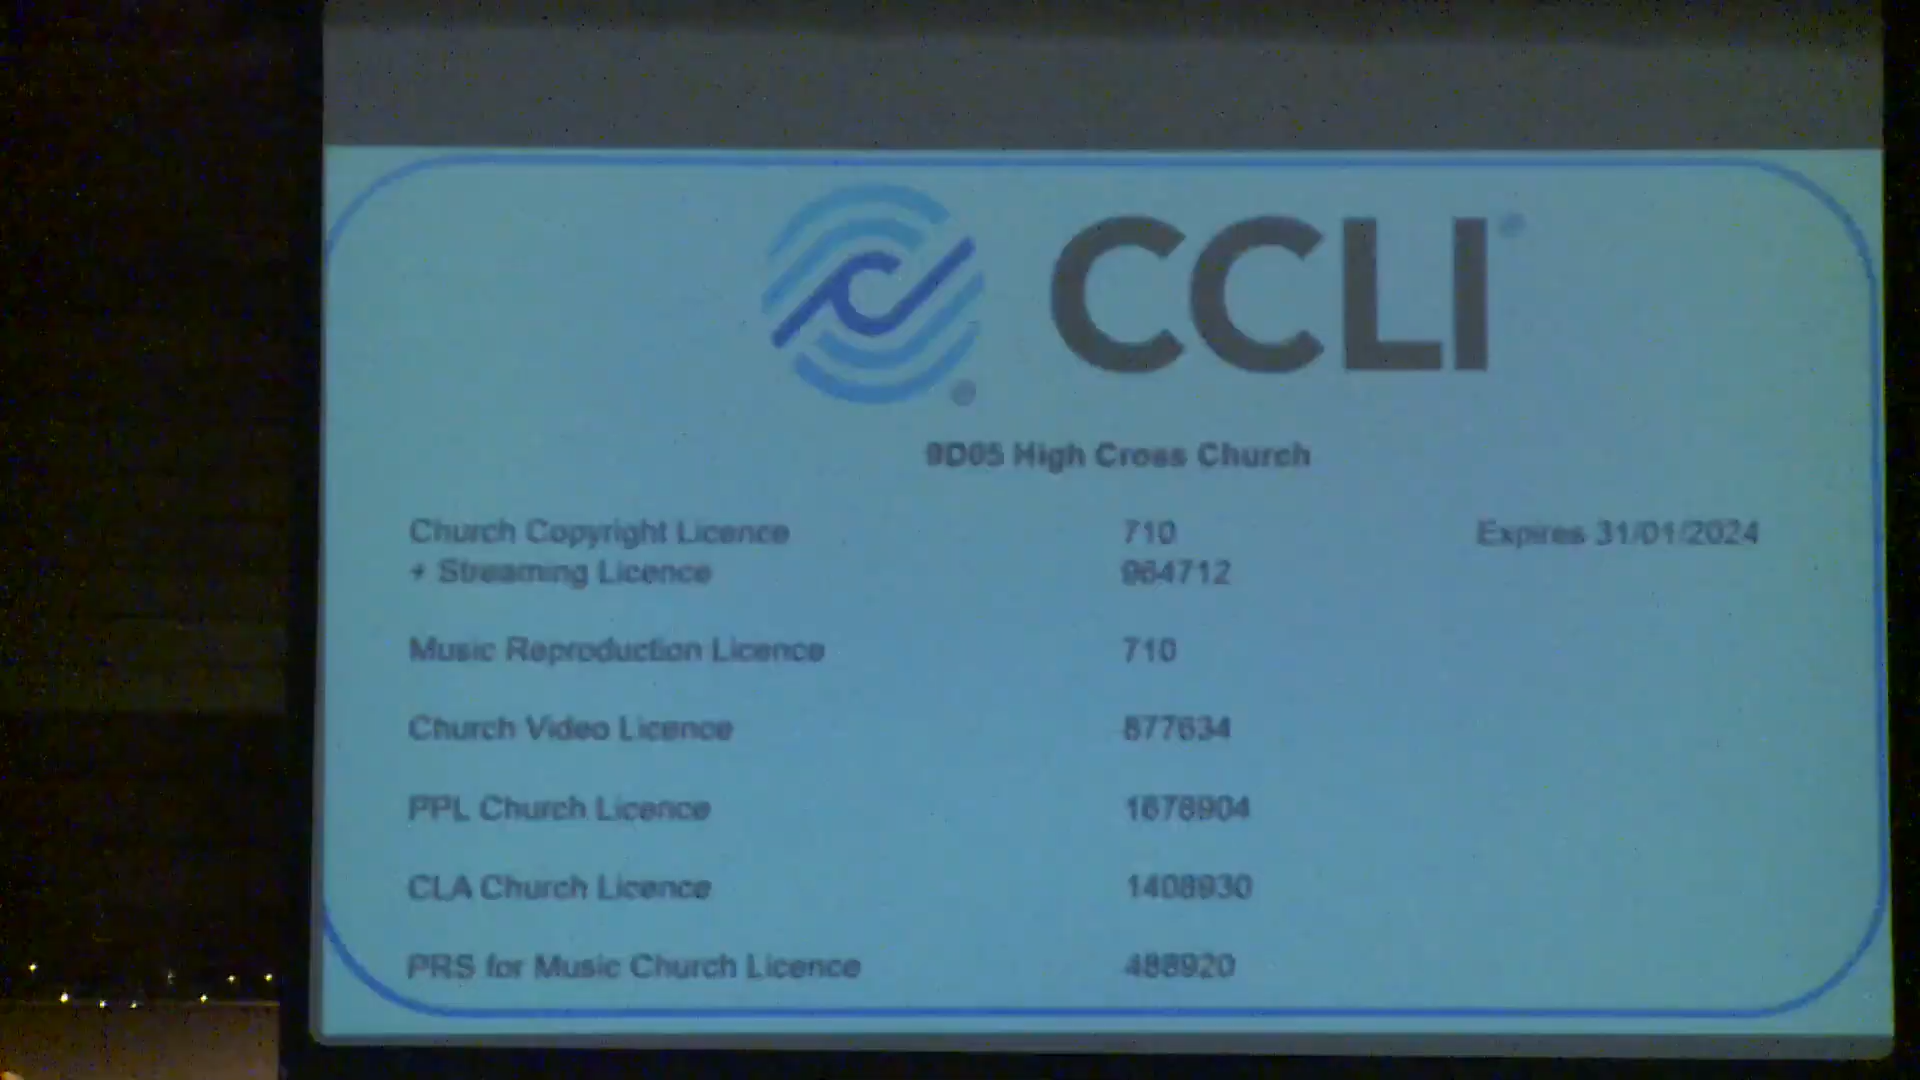 CCLI
9D05 High Cross Church
Church Copyright Licence 710 Expires 31/01/2024
+ Streaming Licence 964712
Music Reproduction Licence 710
Church Video Licence 877634
PPL Church Licence 1678904
CLA Church Licence 1408930
PRS for Music Church Licence 488920